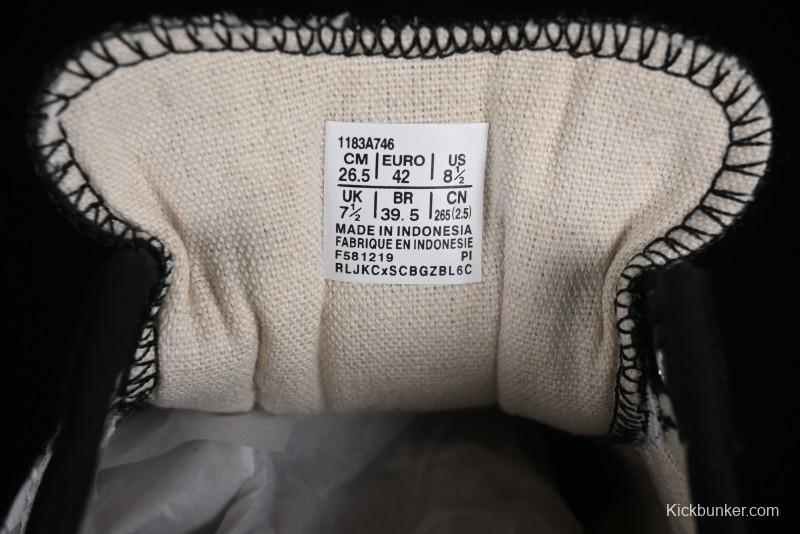 1183A746
CM | EURO | US
26.5 | 42 | 8½
UK | BR | CN
7½ | 39.5 | 265(2.5)
MADE IN INDONESIA
FABRIQUE EN INDONESIE
F581219 PI
RLJKCxSCBGZBL6C
Kickbunker.com